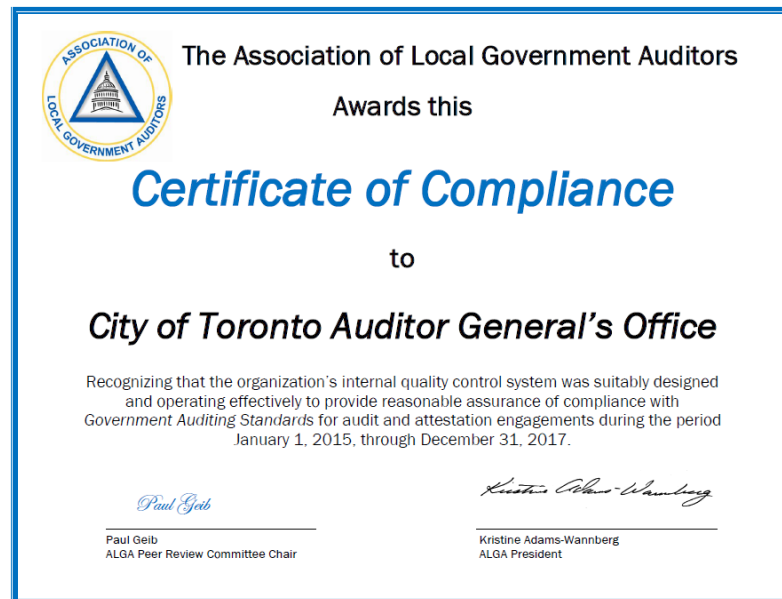 ASSOCIATION OF
LOCAL GOVERNMENT AUDITORS
The Association of Local Government Auditors
Awards this
Certificate of Compliance
to
City of Toronto Auditor General's Office
Recognizing that the organization's internal quality control system was suitably designed
and operating effectively to provide reasonable assurance of compliance with
Government Auditing Standards for audit and attestation engagements during the period
January 1, 2015, through December 31, 2017.
Paul Geib
Kristine Adams-Wannberg
Paul Geib
ALGA Peer Review Committee Chair
Kristine Adams-Wannberg
ALGA President